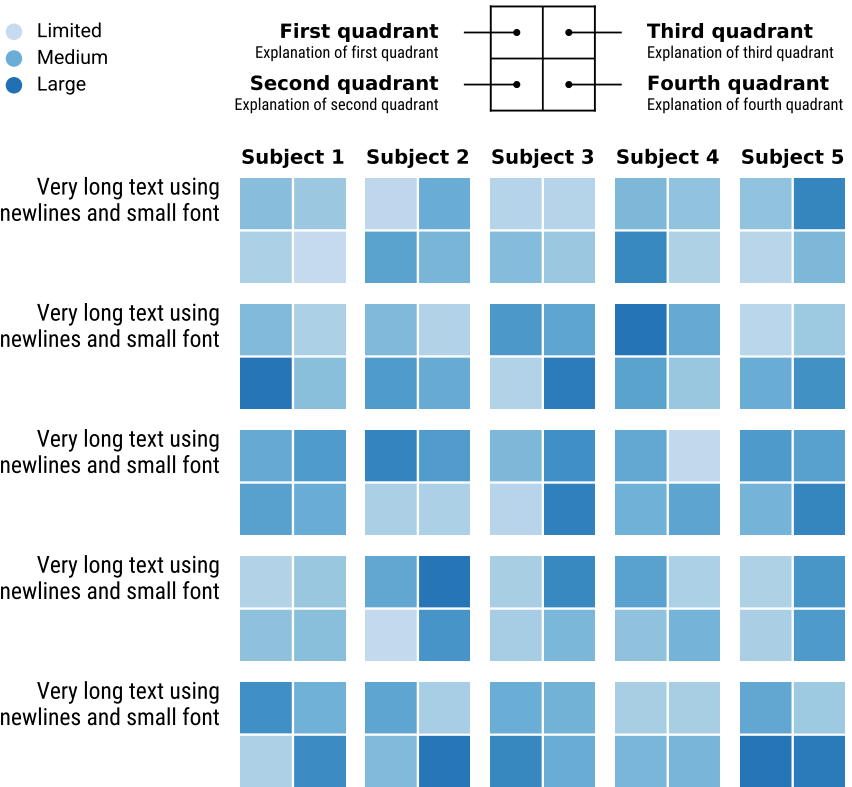 Limited
Medium
Large
First quadrant
Explanation of first quadrant
Second quadrant
Explanation of second quadrant
Third quadrant
Explanation of third quadrant
Fourth quadrant
Explanation of fourth quadrant
Subject 1 Subject 2 Subject 3 Subject 4 Subject 5
Very long text using
newlines and small font
Very long text using
newlines and small font
Very long text using
newlines and small font
Very long text using
newlines and small font
Very long text using
newlines and small font